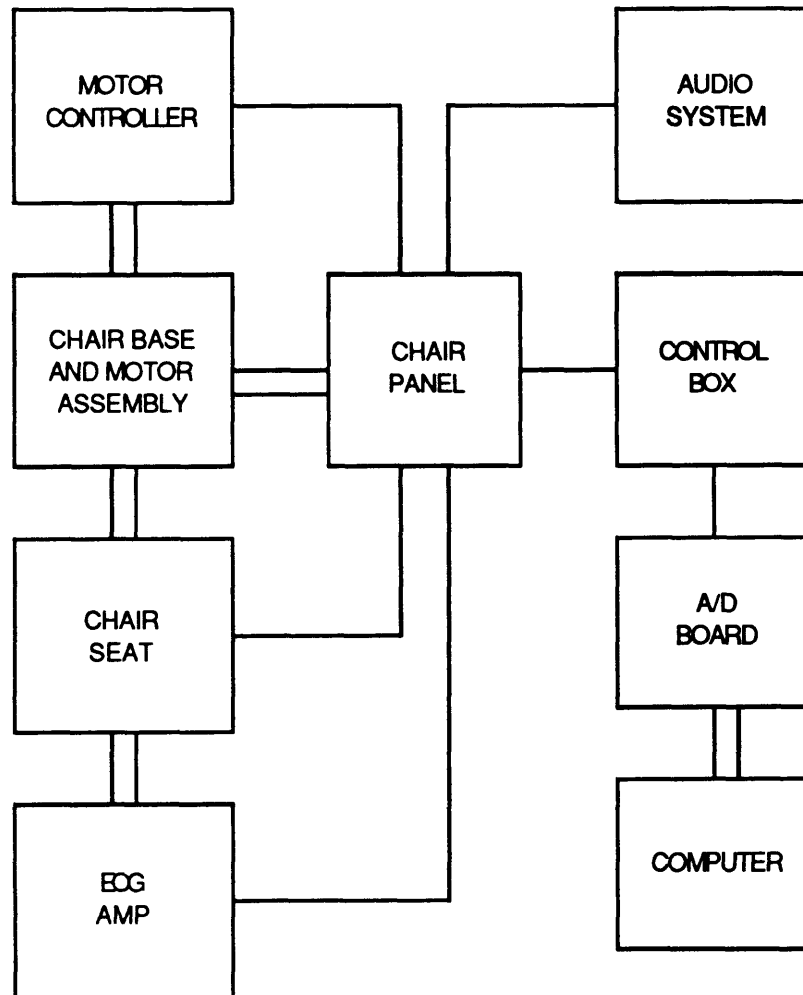 MOTOR
CONTROLLER
AUDIO
SYSTEM
CHAIR BASE
AND MOTOR
ASSEMBLY
CHAIR
PANEL
CONTROL
BOX
CHAIR
SEAT
A/D
BOARD
EOG
AMP
COMPUTER